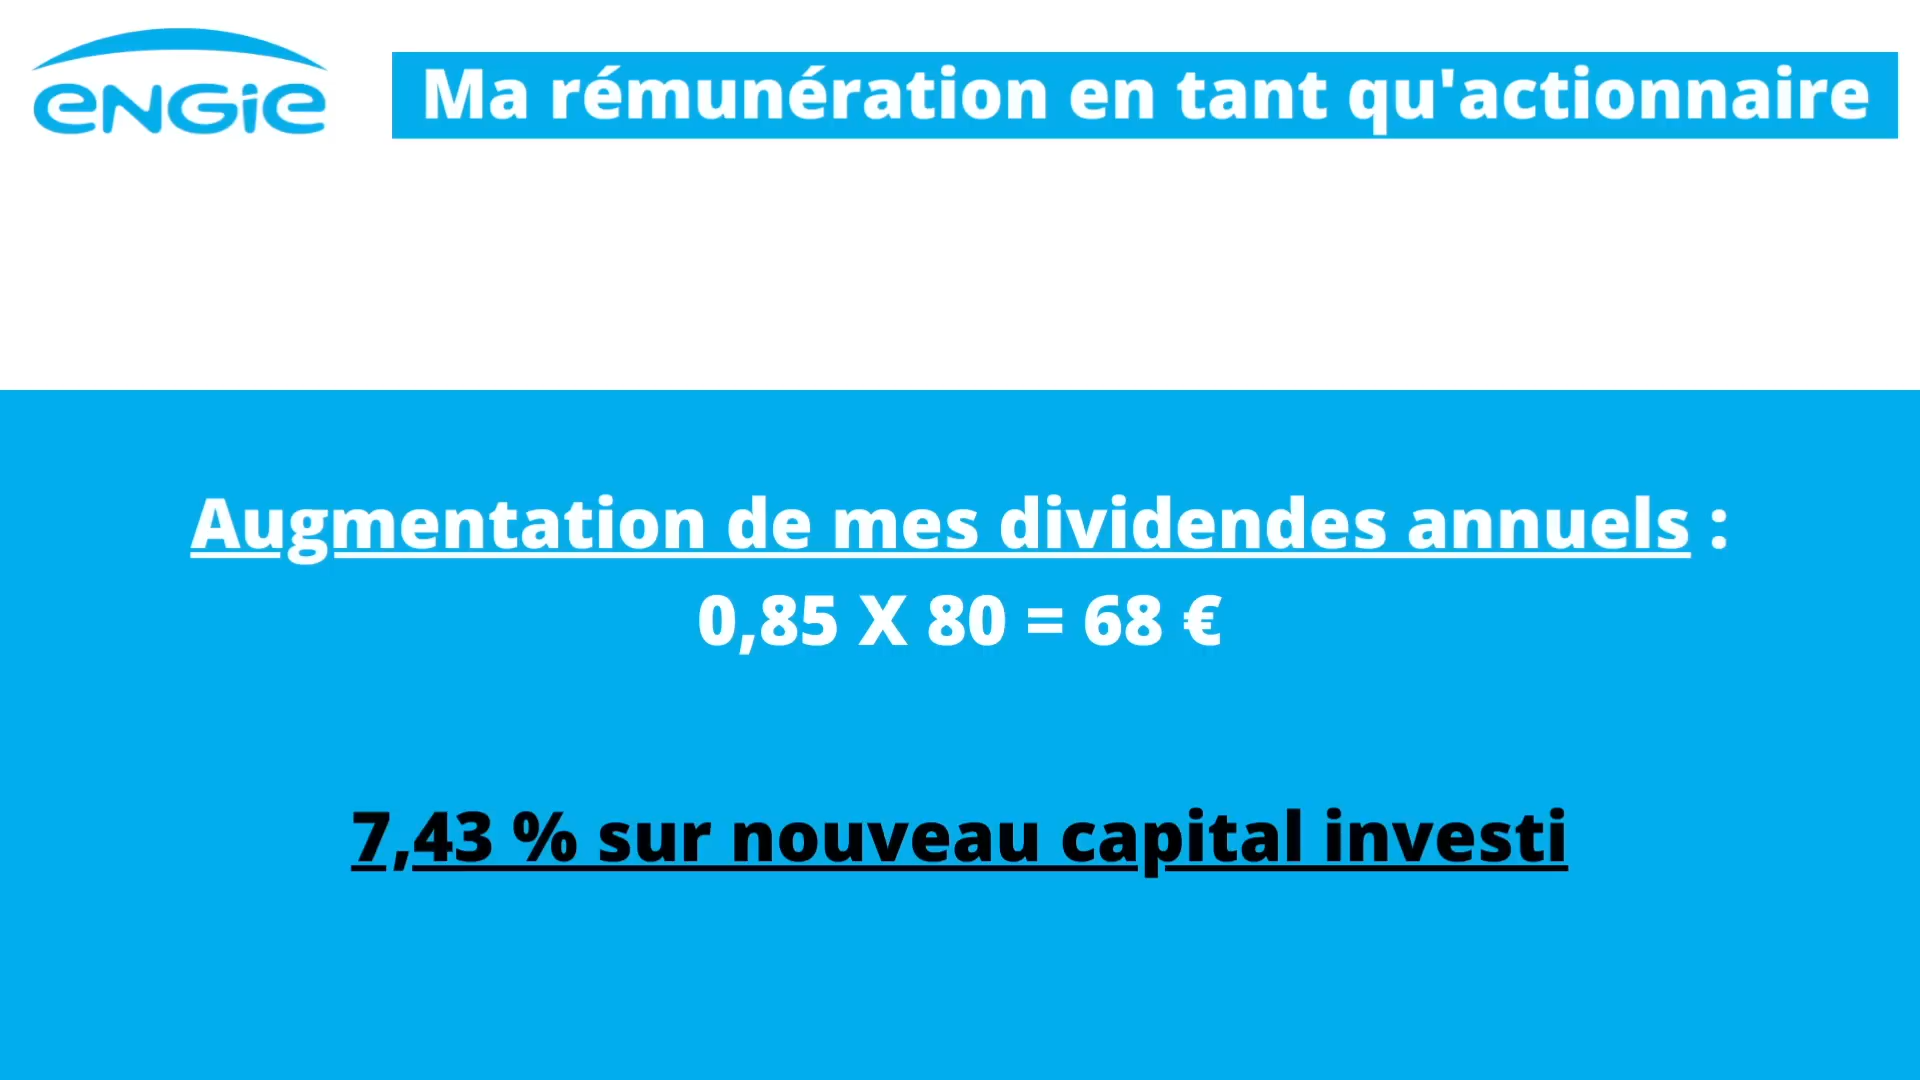 ENGIE
Ma rémunération en tant qu'actionnaire
Augmentation de mes dividendes annuels :
0,85 X 80 = 68 €
7,43 % sur nouveau capital investi